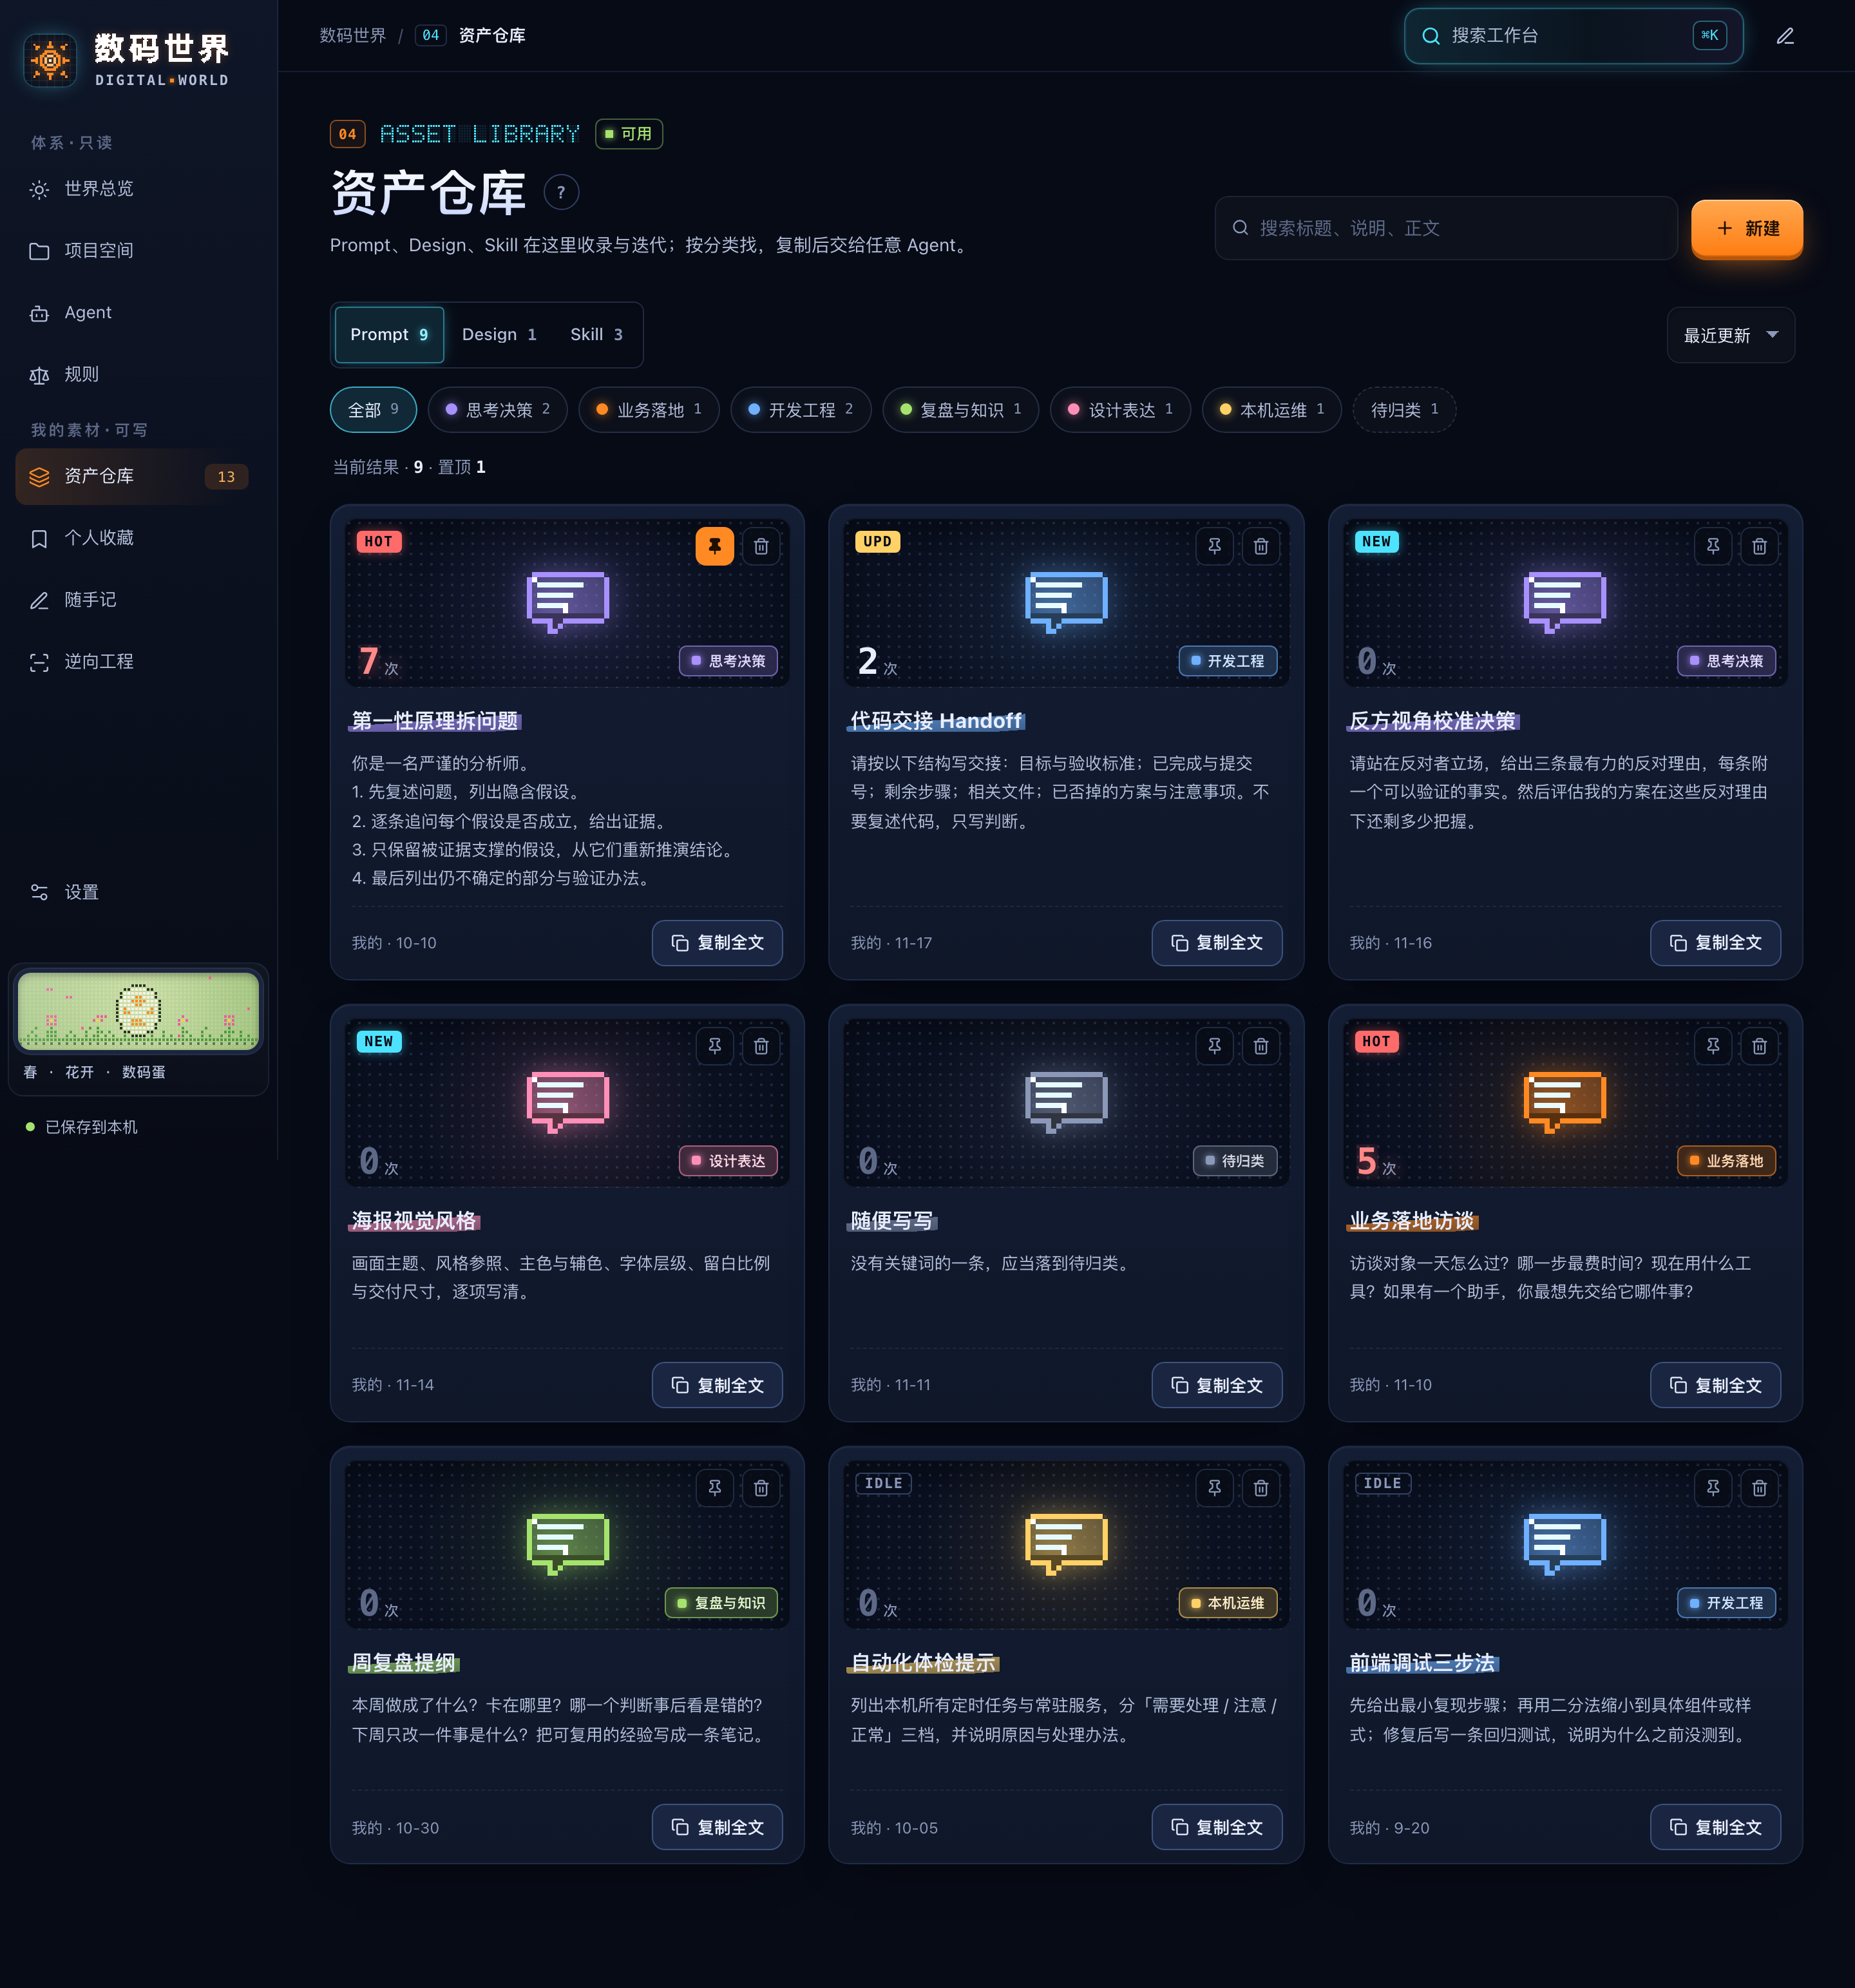 数码世界
DIGITAL WORLD
体系·只读
世界总览
项目空间
Agent
规则
我的素材·可写
资产仓库 13
个人收藏
随手记
逆向工程
设置
春 · 花开 · 数码蛋
已保存到本机
数码世界 / 04 资产仓库
搜索工作台 ⌘K
04 ASSET LIBRARY 可用
资产仓库 ?
Prompt、Design、Skill 在这里收录与迭代；按分类找，复制后交给任意 Agent。
搜索标题、说明、正文
+ 新建
Prompt 9 Design 1 Skill 3
最近更新
全部 9 思考决策 2 业务落地 1 开发工程 2 复盘与知识 1 设计表达 1 本机运维 1 待归类 1
当前结果 · 9 · 置顶 1
HOT
7 次 思考决策
第一性原理拆问题
你是一名严谨的分析师。
1. 先复述问题，列出隐含假设。
2. 逐条追问每个假设是否成立，给出证据。
3. 只保留被证据支撑的假设，从它们重新推演结论。
4. 最后列出仍不确定的部分与验证办法。
我的 · 10-10 复制全文
UPD
2 次 开发工程
代码交接 Handoff
请按以下结构写交接：目标与验收标准；已完成与提交
号；剩余步骤；相关文件；已否掉的方案与注意事项。不
要复述代码，只写判断。
我的 · 11-17 复制全文
NEW
0 次 思考决策
反方视角校准决策
请站在反对者立场，给出三条最有力的反对理由，每条附
一个可以验证的事实。然后评估我的方案在这些反对理由
下还剩多少把握。
我的 · 11-16 复制全文
NEW
0 次 设计表达
海报视觉风格
画面主题、风格参照、主色与辅色、字体层级、留白比例
与交付尺寸，逐项写清。
我的 · 11-14 复制全文
0 次 待归类
随便写写
没有关键词的一条，应当落到待归类。
我的 · 11-11 复制全文
HOT
5 次 业务落地
业务落地访谈
访谈对象一天怎么过？哪一步最费时间？现在用什么工
具？如果有一个助手，你最想先交给它哪件事？
我的 · 11-10 复制全文
0 次 复盘与知识
周复盘提纲
本周做成了什么？卡在哪里？哪一个判断事后看是错的？
下周只改一件事是什么？把可复用的经验写成一条笔记。
我的 · 10-30 复制全文
IDLE
0 次 本机运维
自动化体检提示
列出本机所有定时任务与常驻服务，分「需要处理 / 注意 /
正常」三档，并说明原因与处理办法。
我的 · 10-05 复制全文
IDLE
0 次 开发工程
前端调试三步法
先给出最小复现步骤；再用二分法缩小到具体组件或样
式；修复后写一条回归测试，说明为什么之前没测到。
我的 · 9-20 复制全文